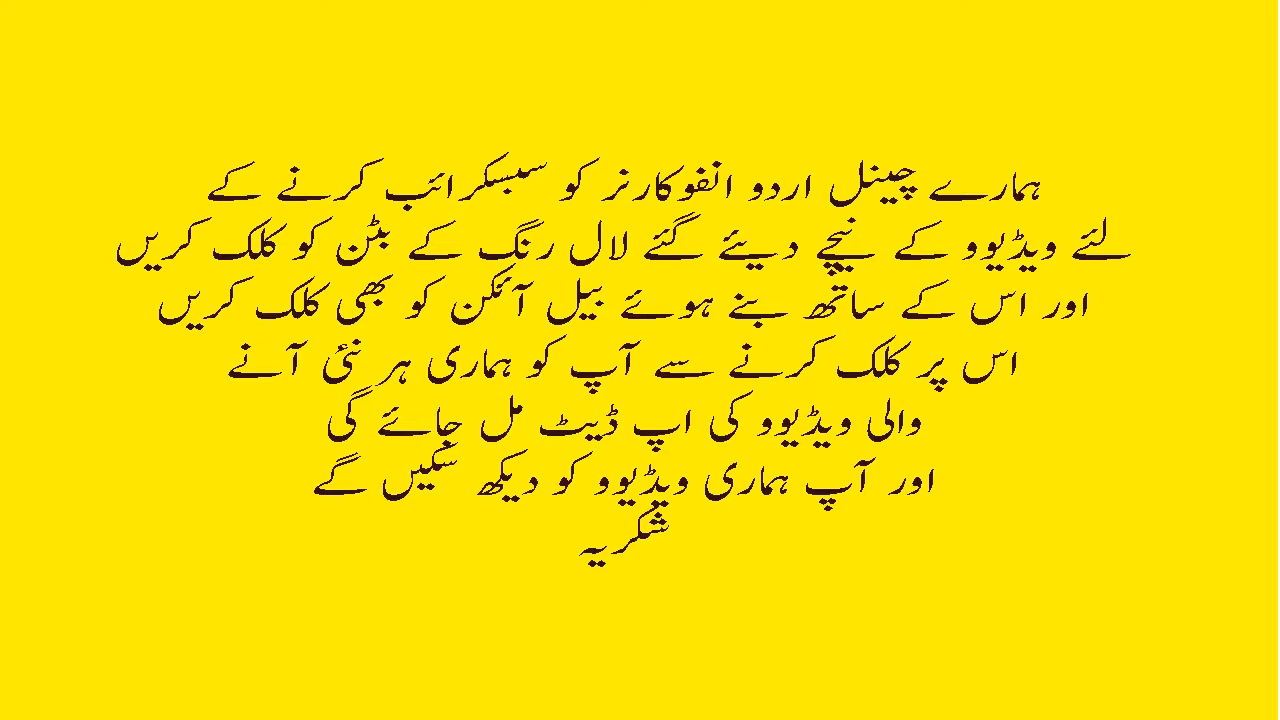 ہمارے چینل اردو انفوکارنر کو سبسکرائب کرنے کے
لئے ویڈیوو کے نیچے دیئے گئے لال رنگ کے بٹن کو کلک کریں
اور اس کے ساتھ بنے ہوئے بیل آئکن کو بھی کلک کریں
اس پر کلک کرنے سے آپ کو ہماری ہر نئی آنے
والی ویڈیوو کی اپ ڈیٹ مل جائے گی
اور آپ ہماری ویڈیوو کو دیکھ سکیں گے
شکریہ